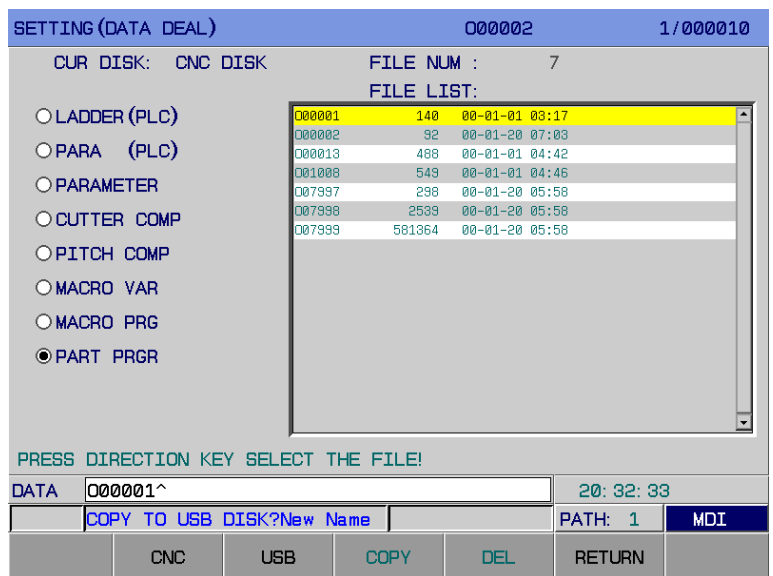 SETTING(DATA DEAL) O00002 1/000010
CUR DISK: CNC DISK FILE NUM : 7
FILE LIST:
LADDER(PLC)
PARA (PLC)
PARAMETER
CUTTER COMP
PITCH COMP
MACRO VAR
MACRO PRG
PART PRGR
O00001 140 00-01-01 03:17
O00002 92 00-01-20 07:03
O00013 488 00-01-01 04:42
O01008 549 00-01-01 04:46
O07997 298 00-01-20 05:58
O07998 2539 00-01-20 05:58
O07999 581364 00-01-20 05:58
PRESS DIRECTION KEY SELECT THE FILE!
DATA O00001^ 20:32:33
COPY TO USB DISK?New Name PATH: 1 MDI
CNC USB COPY DEL RETURN